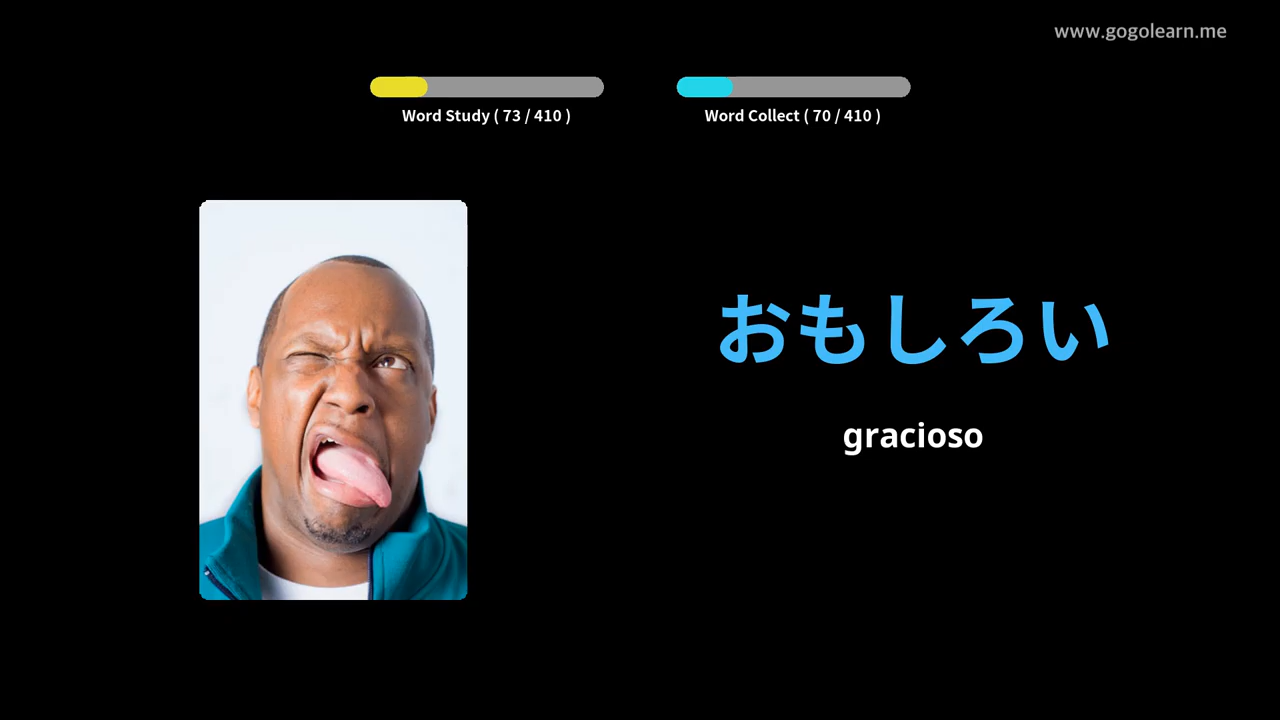 www.gogolearn.me
Word Study ( 73 / 410 )
Word Collect ( 70 / 410 )
おもしろい
gracioso